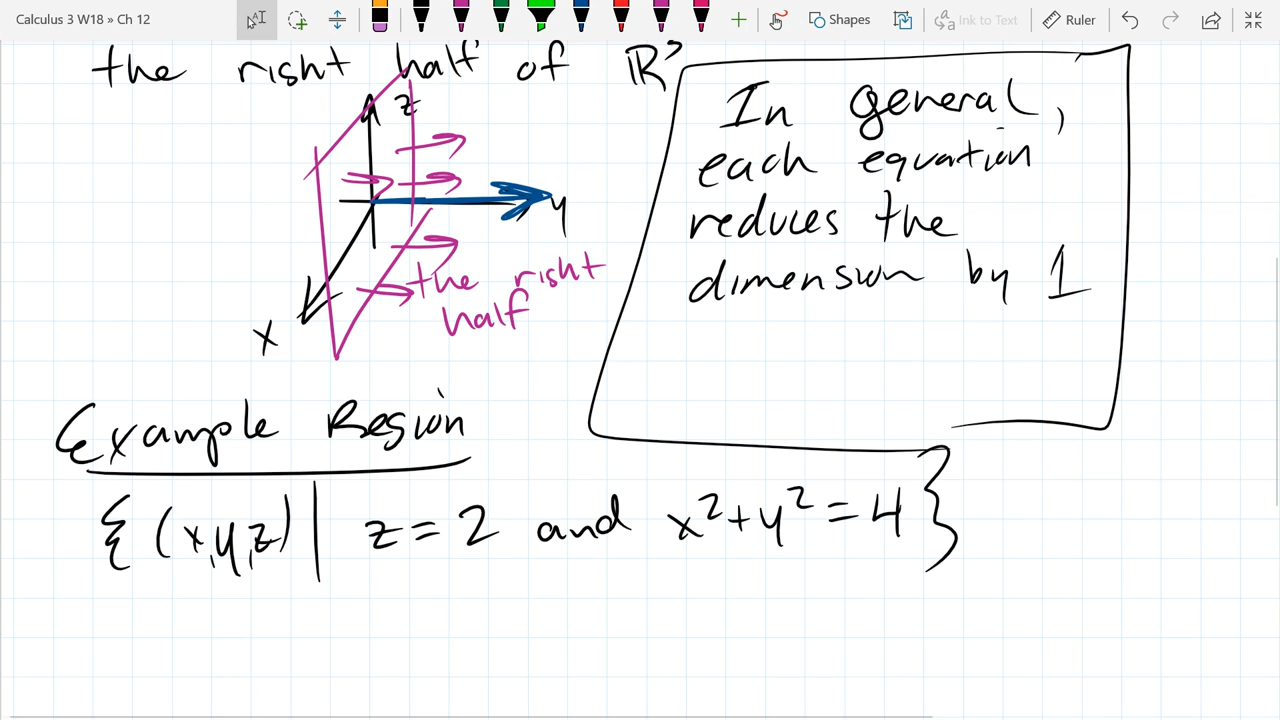 Calculus 3 W18 » Ch 12
Shapes
Ink to Text
Ruler
the right half of ℝ³
z
y
x
the right
half
In general,
each equation
reduces the
dimension by 1
Example Region
{(x,y,z) | z = 2 and x²+y² = 4}